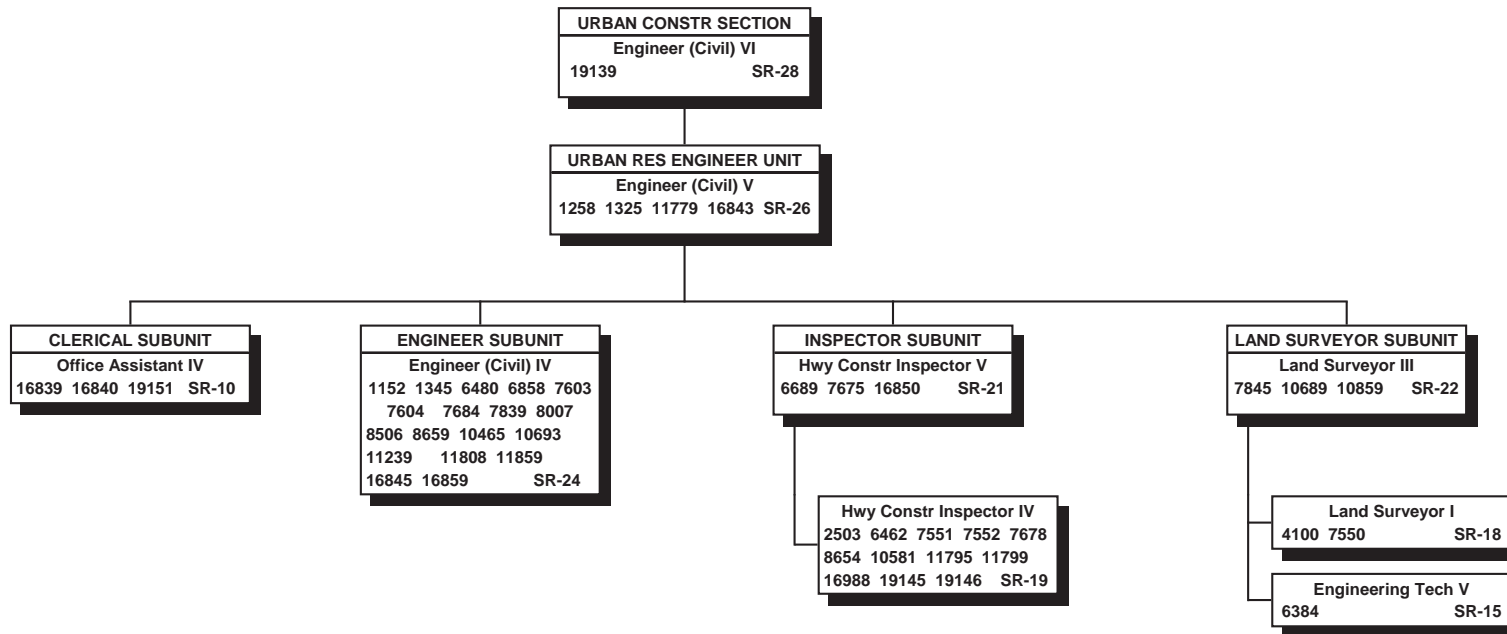 URBAN CONSTR SECTION
Engineer (Civil) VI
19139 SR-28
URBAN RES ENGINEER UNIT
Engineer (Civil) V
1258 1325 11779 16843 SR-26
CLERICAL SUBUNIT
Office Assistant IV
16839 16840 19151 SR-10
ENGINEER SUBUNIT
Engineer (Civil) IV
1152 1345 6480 6858 7603
7604 7684 7839 8007
8506 8659 10465 10693
11239 11808 11859
16845 16859 SR-24
INSPECTOR SUBUNIT
Hwy Constr Inspector V
6689 7675 16850 SR-21
Hwy Constr Inspector IV
2503 6462 7551 7552 7678
8654 10581 11795 11799
16988 19145 19146 SR-19
LAND SURVEYOR SUBUNIT
Land Surveyor III
7845 10689 10859 SR-22
Land Surveyor I
4100 7550 SR-18
Engineering Tech V
6384 SR-15